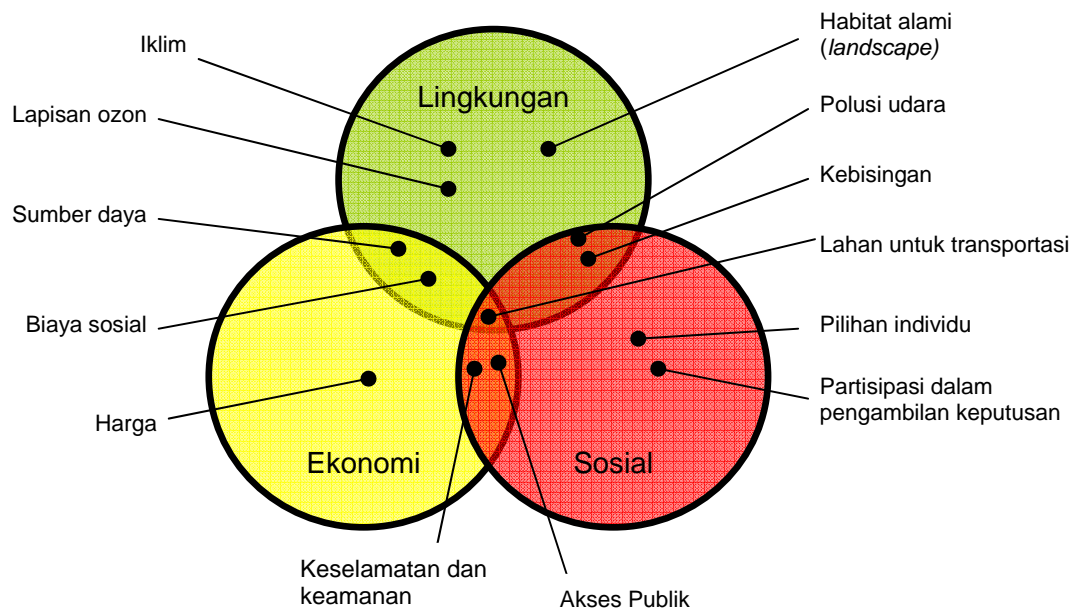 Iklim
Lapisan ozon
Sumber daya
Biaya sosial
Harga
Lingkungan
Ekonomi
Sosial
Habitat alami
(landscape)
Polusi udara
Kebisingan
Lahan untuk transportasi
Pilihan individu
Partisipasi dalam
pengambilan keputusan
Keselamatan dan
keamanan
Akses Publik